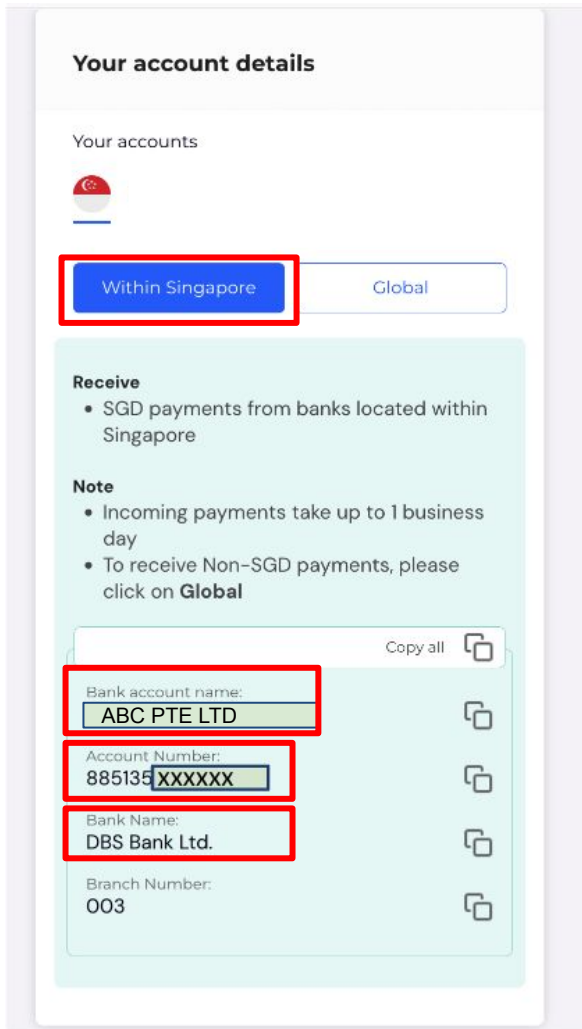 Your account details
Your accounts
Within Singapore
Global
Receive
• SGD payments from banks located within
Singapore
Note
• Incoming payments take up to 1 business
day
• To receive Non-SGD payments, please
click on Global
Copy all
Bank account name:
ABC PTE LTD
Account Number:
885135 XXXXXX
Bank Name:
DBS Bank Ltd.
Branch Number:
003